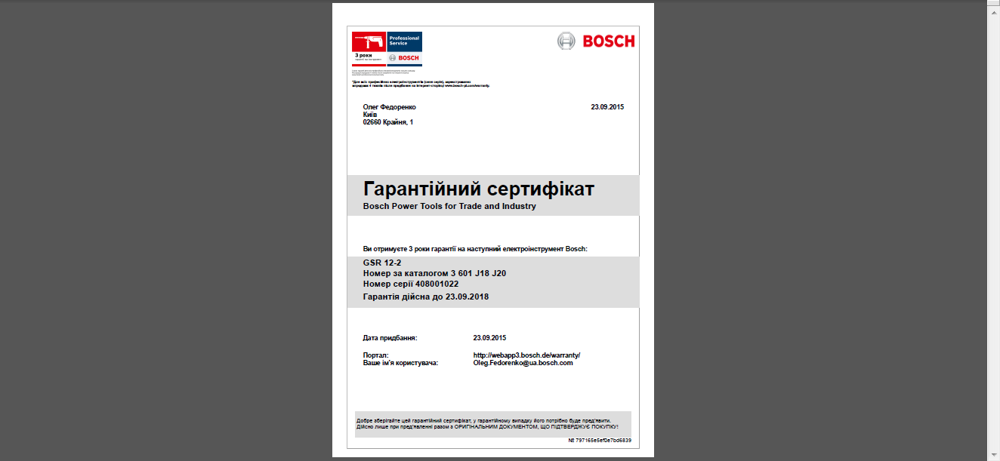 Professional
Service
3 роки
BOSCH
BOSCH
*Для всіх професійних електроінструментів (синя серія), зареєстрованих
впродовж 4 тижнів після придбання на інтернет-сторінці www.bosch-pt.com/warranty.
Олег Федоренко
23.09.2015
Київ
02660 Крайня, 1
Гарантійний сертифікат
Bosch Power Tools for Trade and Industry
Ви отримуєте 3 роки гарантії на наступний електроінструмент Bosch:
GSR 12-2
Номер за каталогом 3 601 J18 J20
Номер серії 408001022
Гарантія дійсна до 23.09.2018
Дата придбання:
23.09.2015
Портал:
http://webapp3.bosch.de/warranty/
Ваше ім'я користувача:
Oleg.Fedorenko@ua.bosch.com
Добре зберігайте цей гарантійний сертифікат, у гарантійному випадку його потрібно буде пред'явити.
Дійсно лише при пред'явленні разом з ОРИГІНАЛЬНИМ ДОКУМЕНТОМ, ЩО ПІДТВЕРДЖУЄ ПОКУПКУ!
№ 797165e5ef0e7bd6839